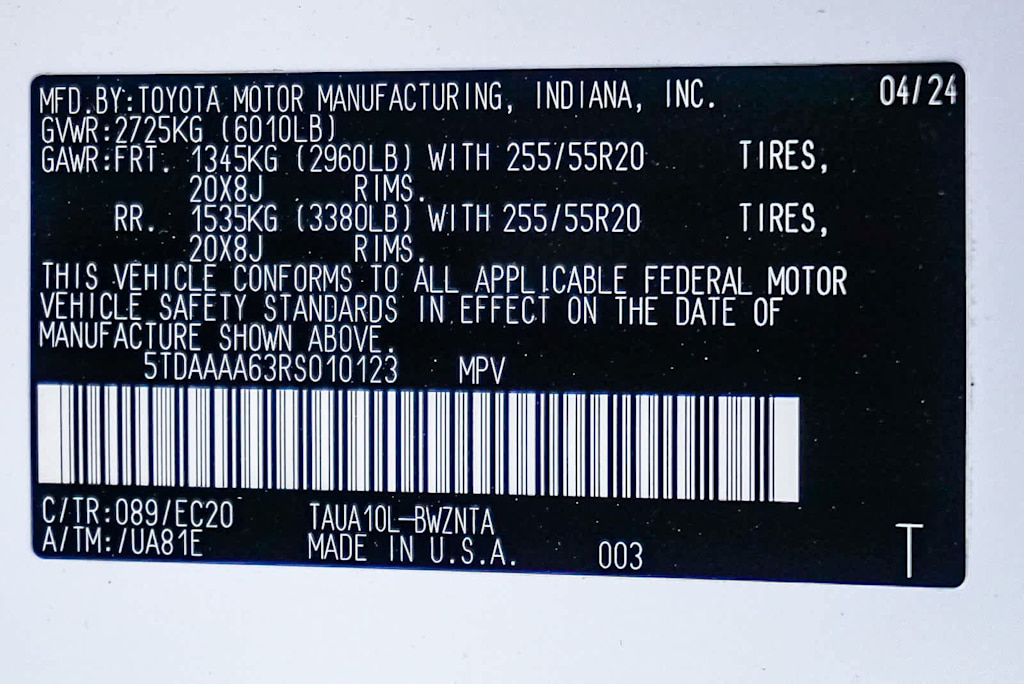 MFD.BY:TOYOTA MOTOR MANUFACTURING, INDIANA, INC. 04/24
GVWR:2725KG (6010LB)
GAWR:FRT. 1345KG (2960LB) WITH 255/55R20 TIRES,
20X8J RIMS.
RR. 1535KG (3380LB) WITH 255/55R20 TIRES,
20X8J RIMS.
THIS VEHICLE CONFORMS TO ALL APPLICABLE FEDERAL MOTOR
VEHICLE SAFETY STANDARDS IN EFFECT ON THE DATE OF
MANUFACTURE SHOWN ABOVE.
5TDAAAA63RS010123 MPV
C/TR:089/EC20 TAUA10L-BWZNTA
A/TM:/UA81E MADE IN U.S.A. 003 T